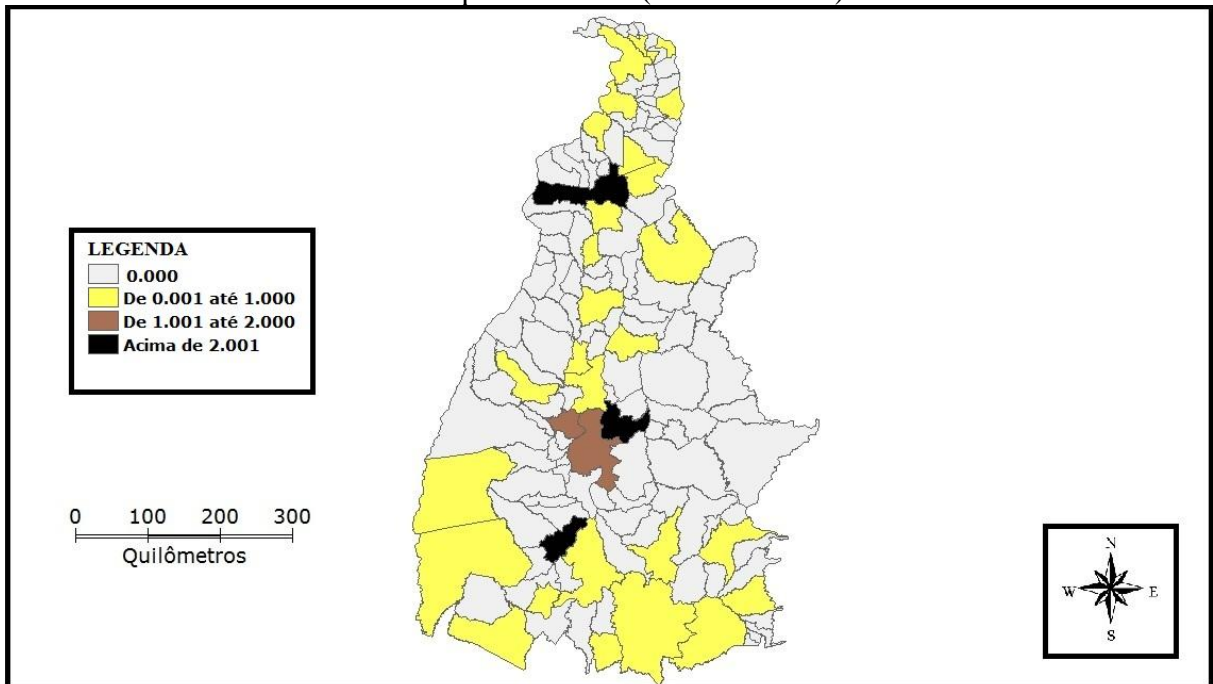 LEGENDA
0.000
De 0.001 até 1.000
De 1.001 até 2.000
Acima de 2.001
0 100 200 300
Quilômetros
N
W E
S